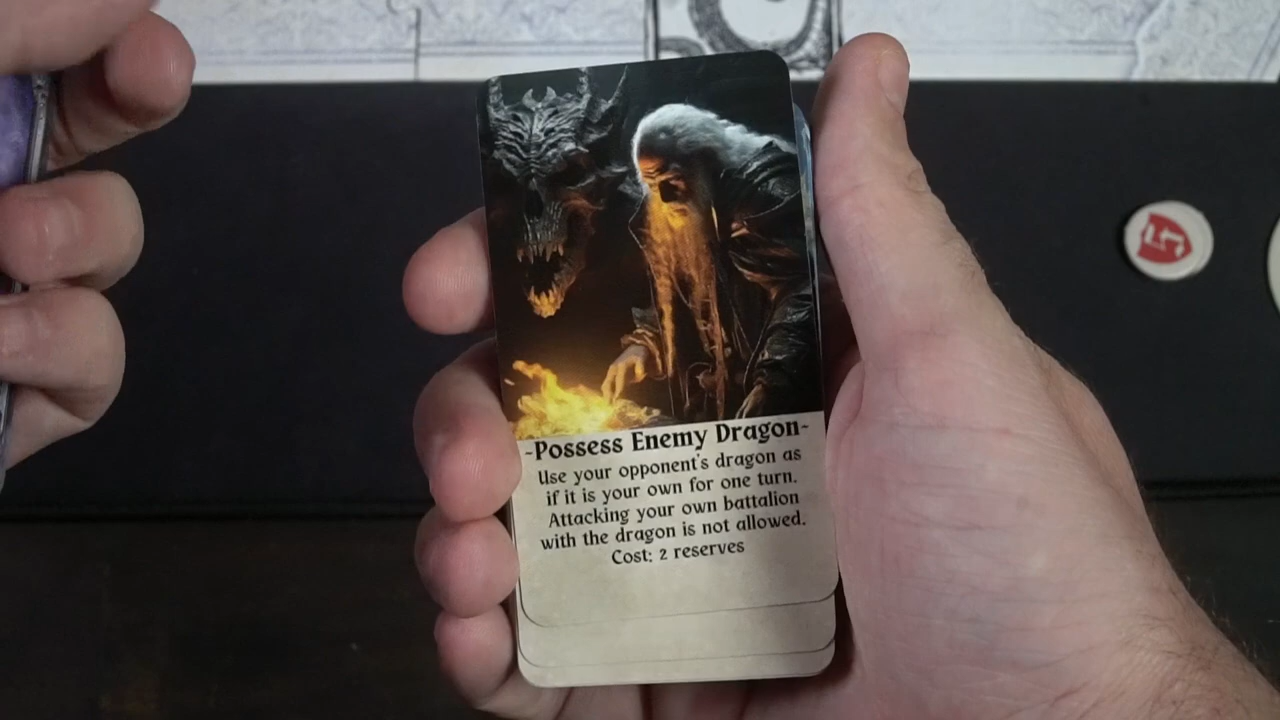 -Possess Enemy Dragon-
Use your opponent's dragon as
if it is your own for one turn.
Attacking your own battalion
with the dragon is not allowed.
Cost: 2 reserves